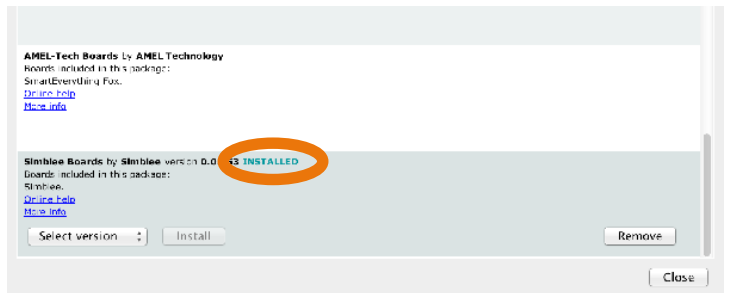 AMEL-Tech Boards by AMEL Technology
Boards included in this package:
SmartEverything Fox.
Online help
More info
Simblee Boards by Simblee version INSTALLED
Boards included in this package:
Simblee.
Online help
More info
Select version Install Remove
Close